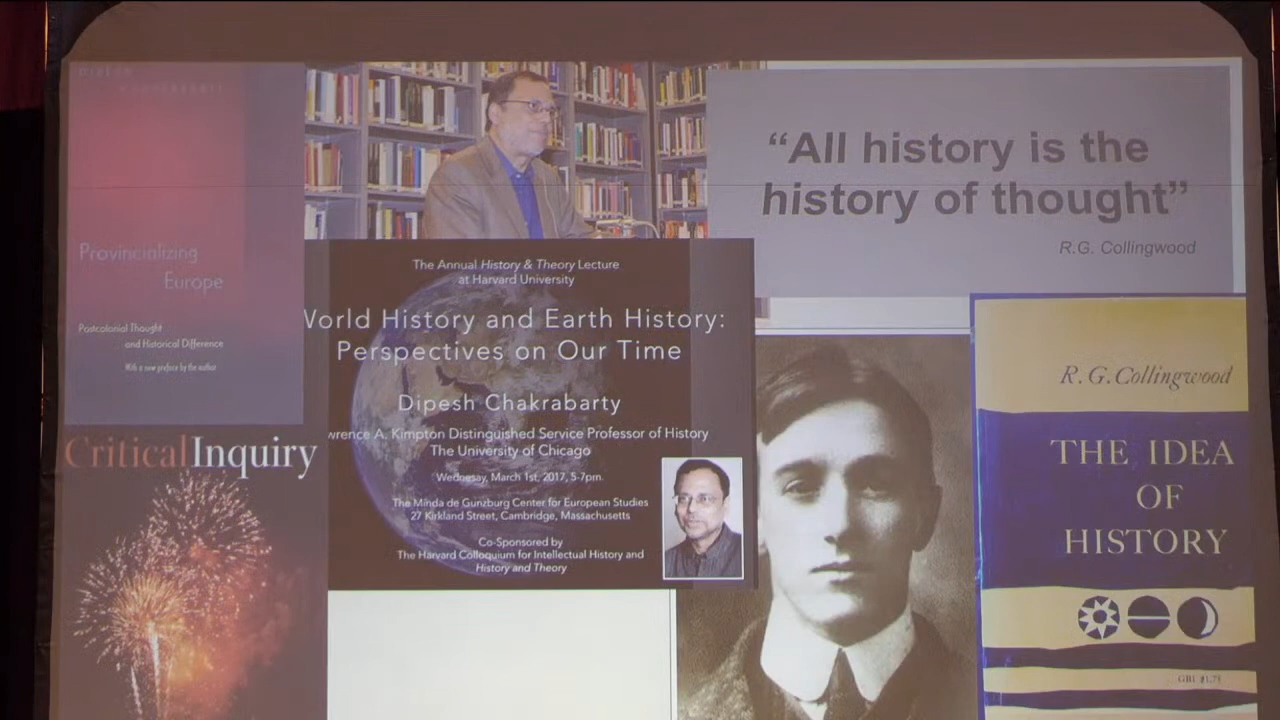 DIPESH
CHAKRABARTY
Provincializing
Europe
Postcolonial Thought
and Historical Difference
With a new preface by the author
CriticalInquiry
The Annual History & Theory Lecture
at Harvard University
World History and Earth History:
Perspectives on Our Time
Dipesh Chakrabarty
wrence A. Kimpton Distinguished Service Professor of History
The University of Chicago
Wednesay, March 1st, 2017, 5-7pm.
The Minda de Gunzburg Center for European Studies
27 Kirkland Street, Cambridge, Massachusetts
Co-Sponsored by
The Harvard Colloquium for Intellectual History and
History and Theory
“All history is the
history of thought”
R.G. Collingwood
R. G. Collingwood
THE IDEA
OF
HISTORY